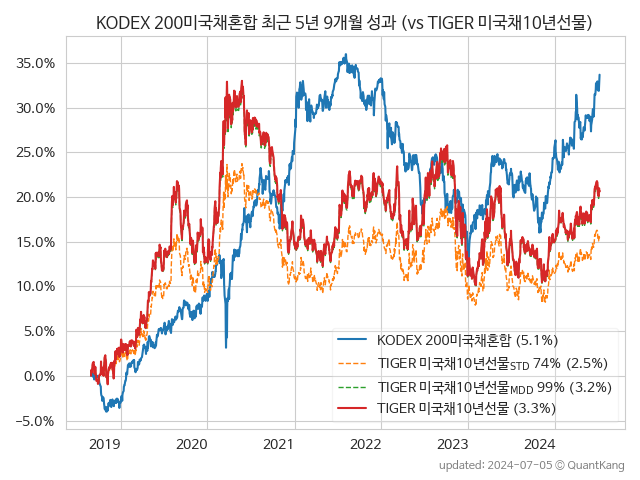 KODEX 200미국채혼합 최근 5년 9개월 성과 (vs TIGER 미국채10년선물)
35.0%
30.0%
25.0%
20.0%
15.0%
10.0%
5.0%
0.0%
−5.0%
KODEX 200미국채혼합 (5.1%)
TIGER 미국채10년선물STD 74% (2.5%)
TIGER 미국채10년선물MDD 99% (3.2%)
TIGER 미국채10년선물 (3.3%)
2019 2020 2021 2022 2023 2024
updated: 2024-07-05 © QuantKang